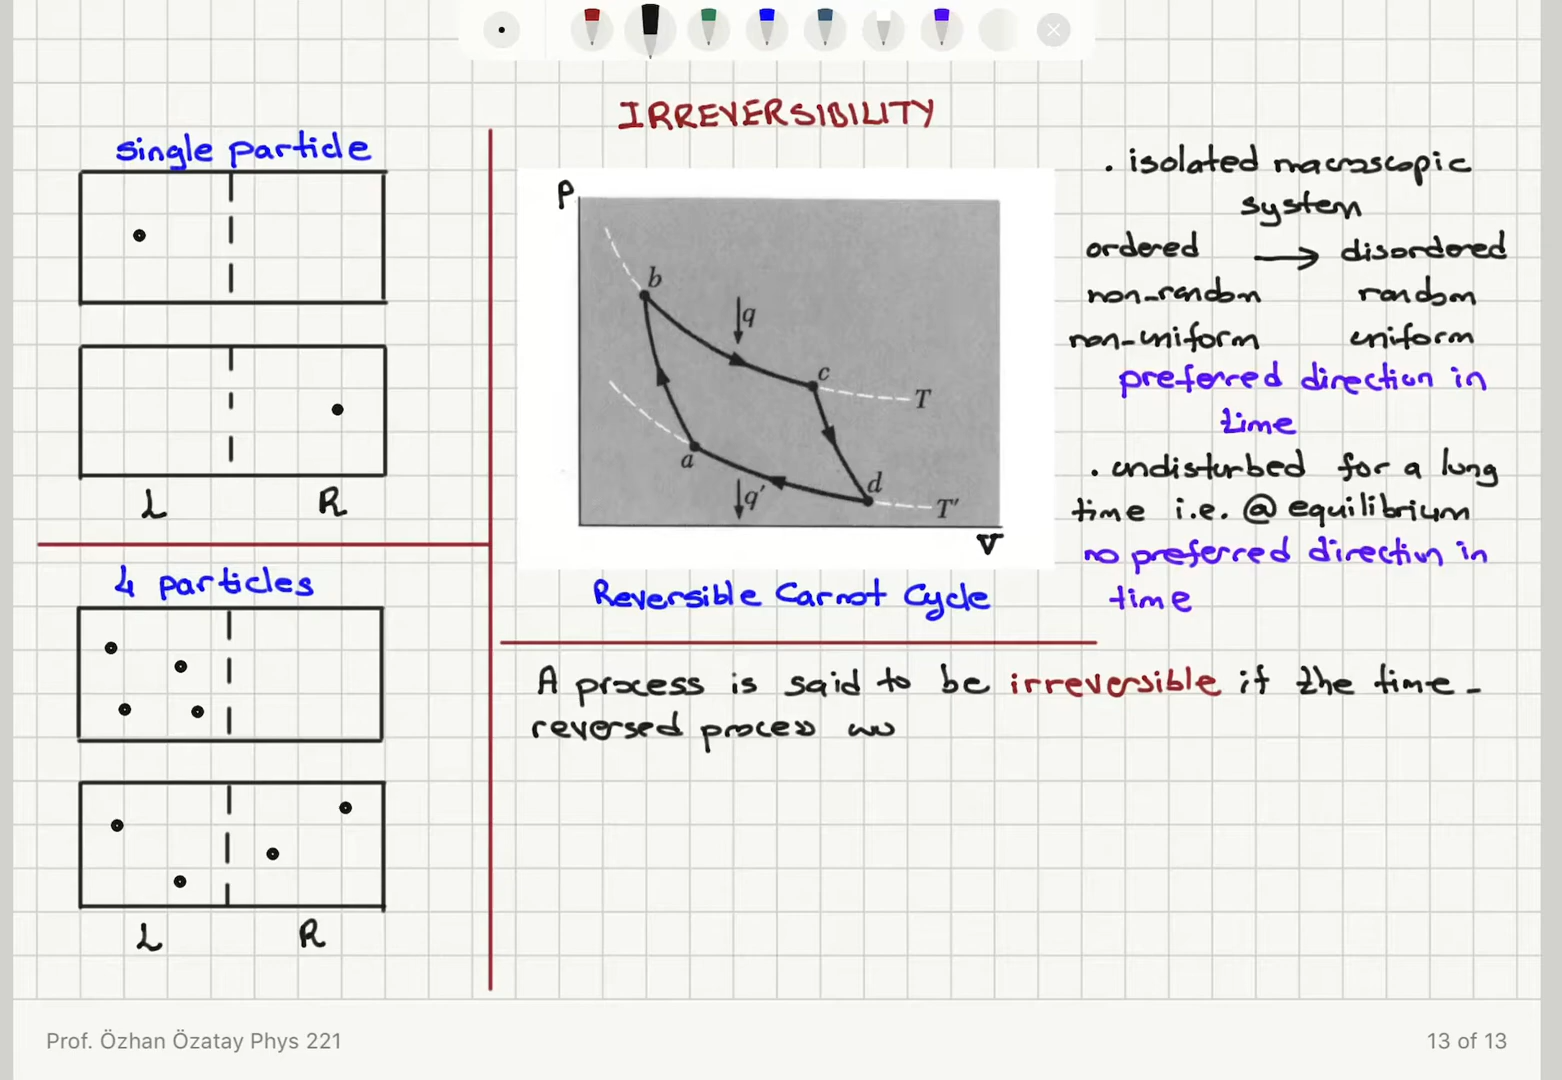 IRREVERSIBILITY
single particle
L R
4 particles
L R
P
b
q
c
T
a
q'
d
T'
V
Reversible Carnot Cycle
. isolated macroscopic
system
ordered → disordered
non-random random
non-uniform uniform
preferred direction in
time
. undisturbed for a long
time i.e. @ equilibrium
no preferred direction in
time
A process is said to be irreversible if the time-
reversed process wo
Prof. Özhan Özatay Phys 221
13 of 13